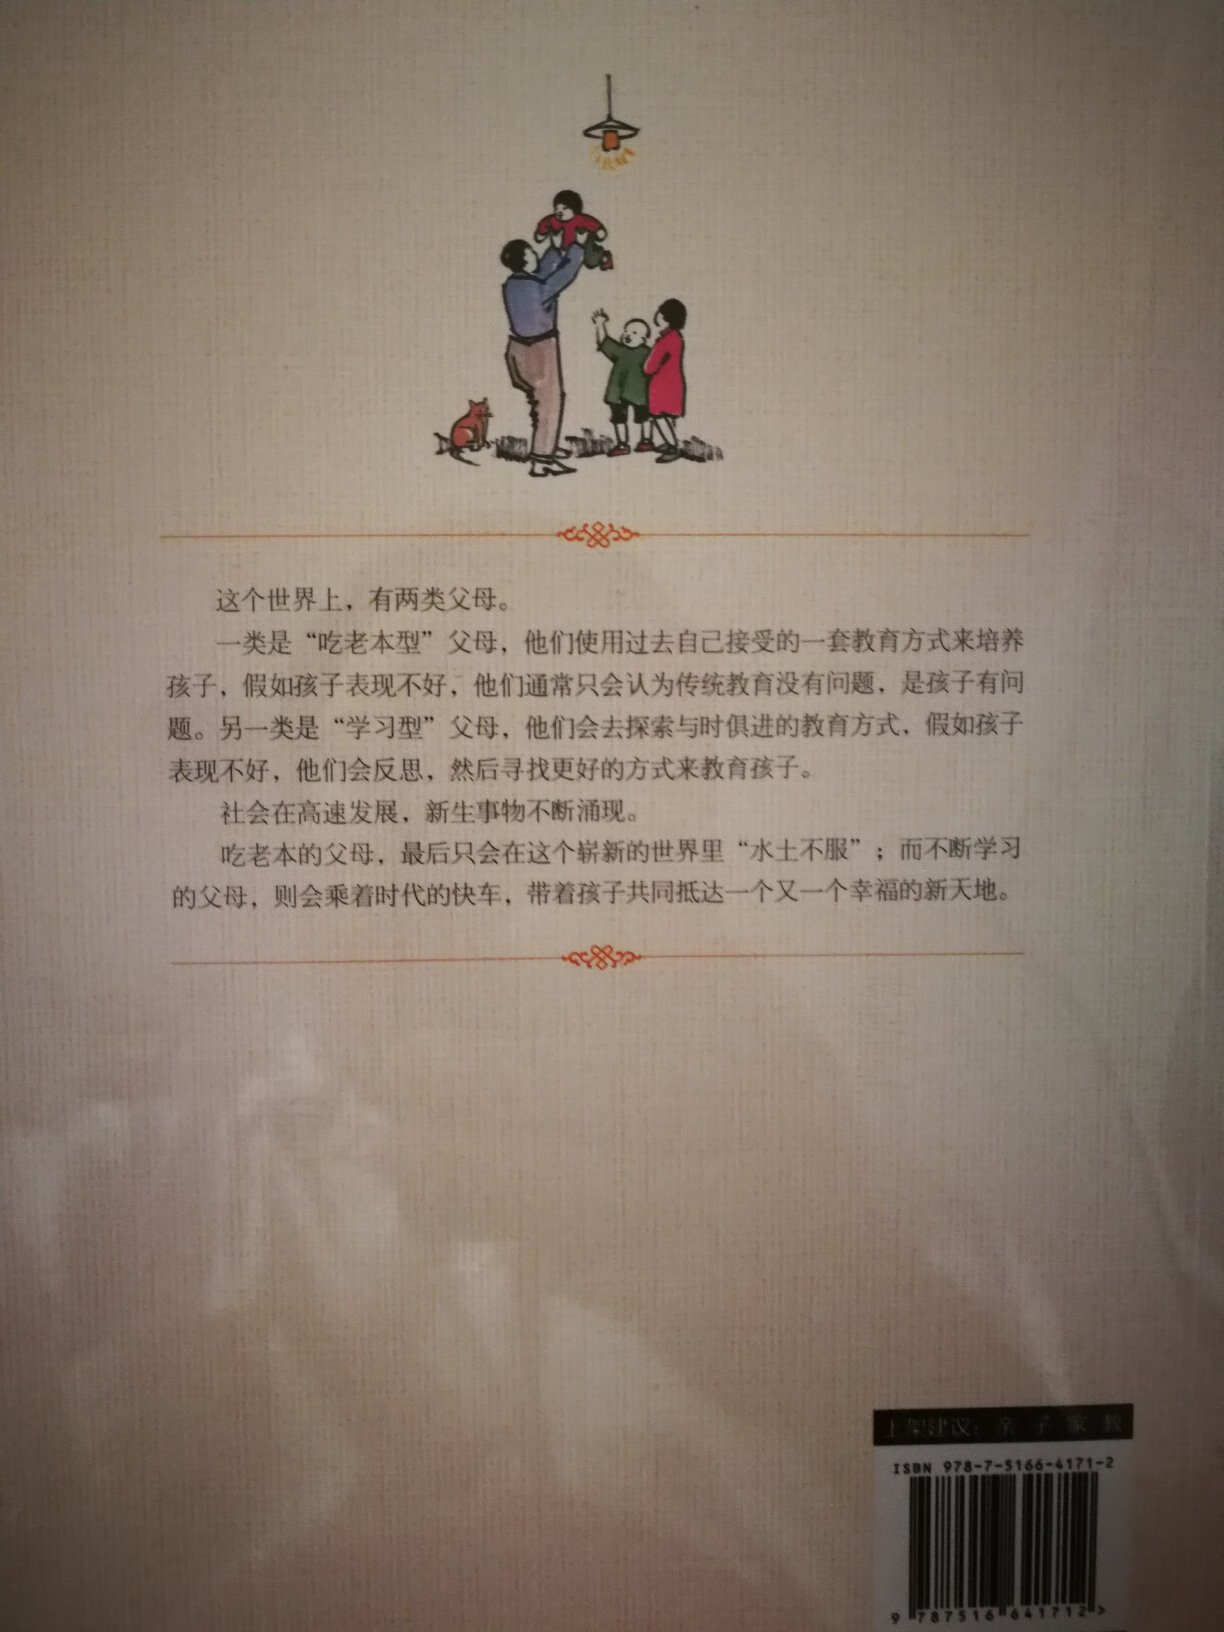 这个世界上，有两类父母。
一类是“吃老本型”父母，他们使用过去自己接受的一套教育方式来培养
孩子，假如孩子表现不好，他们通常只会认为传统教育没有问题，是孩子有问
题。另一类是“学习型”父母，他们会去探索与时俱进的教育方式，假如孩子
表现不好，他们会反思，然后寻找更好的方式来教育孩子。
社会在高速发展，新生事物不断涌现。
吃老本的父母，最后只会在这个崭新的世界里“水土不服”；而不断学习
的父母，则会乘着时代的快车，带着孩子共同抵达一个又一个幸福的新天地。
上架建议：亲 子 家 教
ISBN 978-7-5166-4171-2
9 787516 641712 >